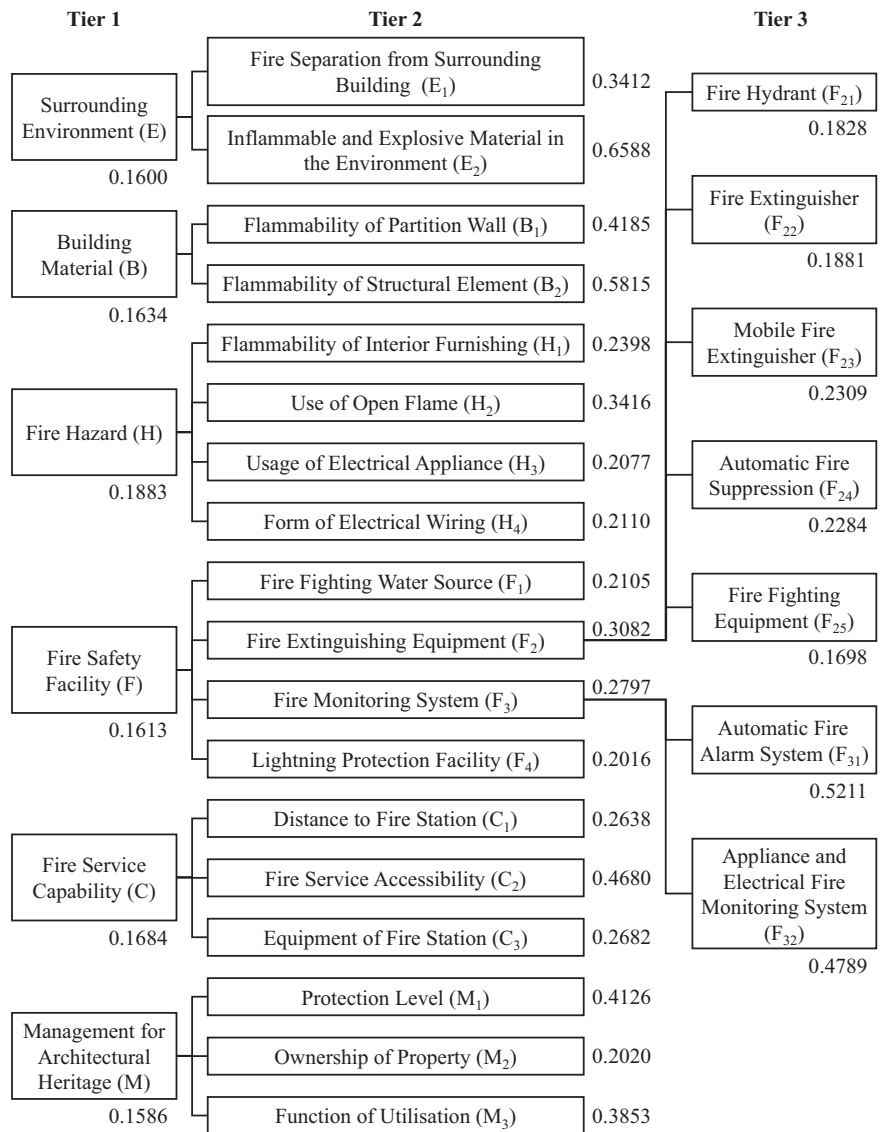 Tier 1
Tier 2
Tier 3
Surrounding
Environment (E)
0.1600
Fire Separation from Surrounding
Building (E₁)
0.3412
Inflammable and Explosive Material in
the Environment (E₂)
0.6588
Building
Material (B)
0.1634
Flammability of Partition Wall (B₁)
0.4185
Flammability of Structural Element (B₂)
0.5815
Fire Hazard (H)
0.1883
Flammability of Interior Furnishing (H₁)
0.2398
Use of Open Flame (H₂)
0.3416
Usage of Electrical Appliance (H₃)
0.2077
Form of Electrical Wiring (H₄)
0.2110
Fire Safety
Facility (F)
0.1613
Fire Fighting Water Source (F₁)
0.2105
Fire Extinguishing Equipment (F₂)
0.3082
Fire Monitoring System (F₃)
0.2797
Lightning Protection Facility (F₄)
0.2016
Fire Service
Capability (C)
0.1684
Distance to Fire Station (C₁)
0.2638
Fire Service Accessibility (C₂)
0.4680
Equipment of Fire Station (C₃)
0.2682
Management for
Architectural
Heritage (M)
0.1586
Protection Level (M₁)
0.4126
Ownership of Property (M₂)
0.2020
Function of Utilisation (M₃)
0.3853
Fire Hydrant (F₂₁)
0.1828
Fire Extinguisher
(F₂₂)
0.1881
Mobile Fire
Extinguisher (F₂₃)
0.2309
Automatic Fire
Suppression (F₂₄)
0.2284
Fire Fighting
Equipment (F₂₅)
0.1698
Automatic Fire
Alarm System (F₃₁)
0.5211
Appliance and
Electrical Fire
Monitoring System
(F₃₂)
0.4789